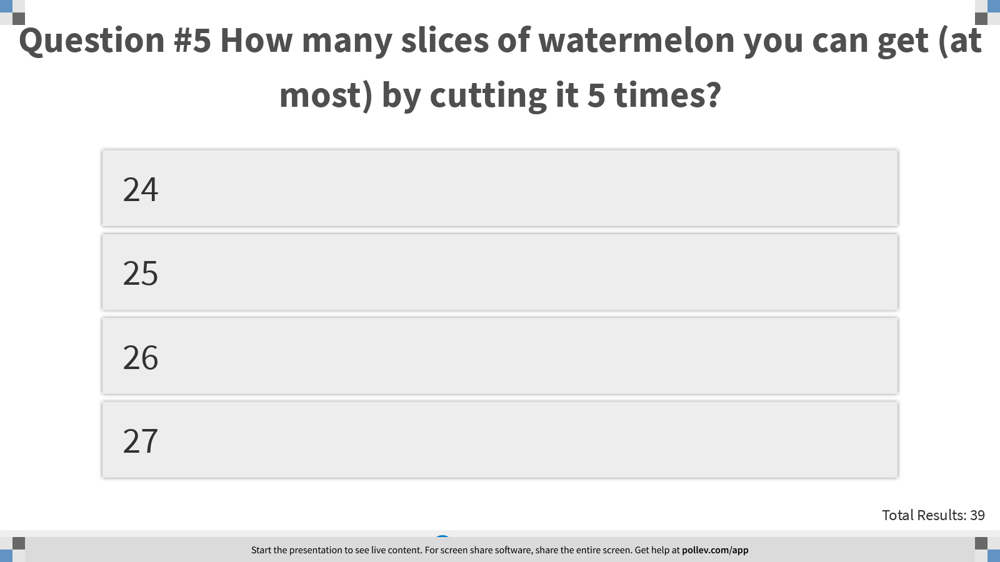 Question #5 How many slices of watermelon you can get (at
most) by cutting it 5 times?
24
25
26
27
Total Results: 39
Start the presentation to see live content. For screen share software, share the entire screen. Get help at pollev.com/app